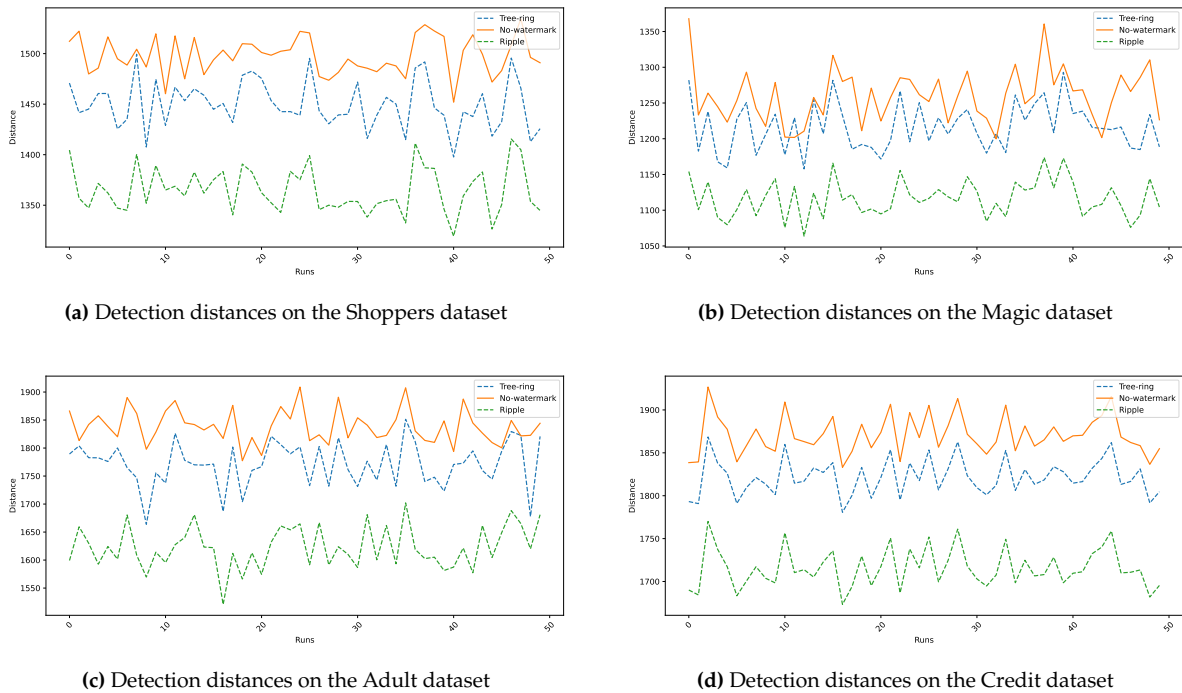 1500
1450
1400
1350
Distance
0
10
20
30
40
50
Runs
Tree-ring
No-watermark
Ripple
(a) Detection distances on the Shoppers dataset
1350
1300
1250
1200
1150
1100
1050
Distance
0
10
20
30
40
50
Runs
Tree-ring
No-watermark
Ripple
(b) Detection distances on the Magic dataset
1900
1850
1800
1750
1700
1650
1600
1550
Distance
0
10
20
30
40
50
Runs
Tree-ring
No-watermark
Ripple
(c) Detection distances on the Adult dataset
1900
1850
1800
1750
1700
Distance
0
10
20
30
40
50
Runs
Tree-ring
No-watermark
Ripple
(d) Detection distances on the Credit dataset